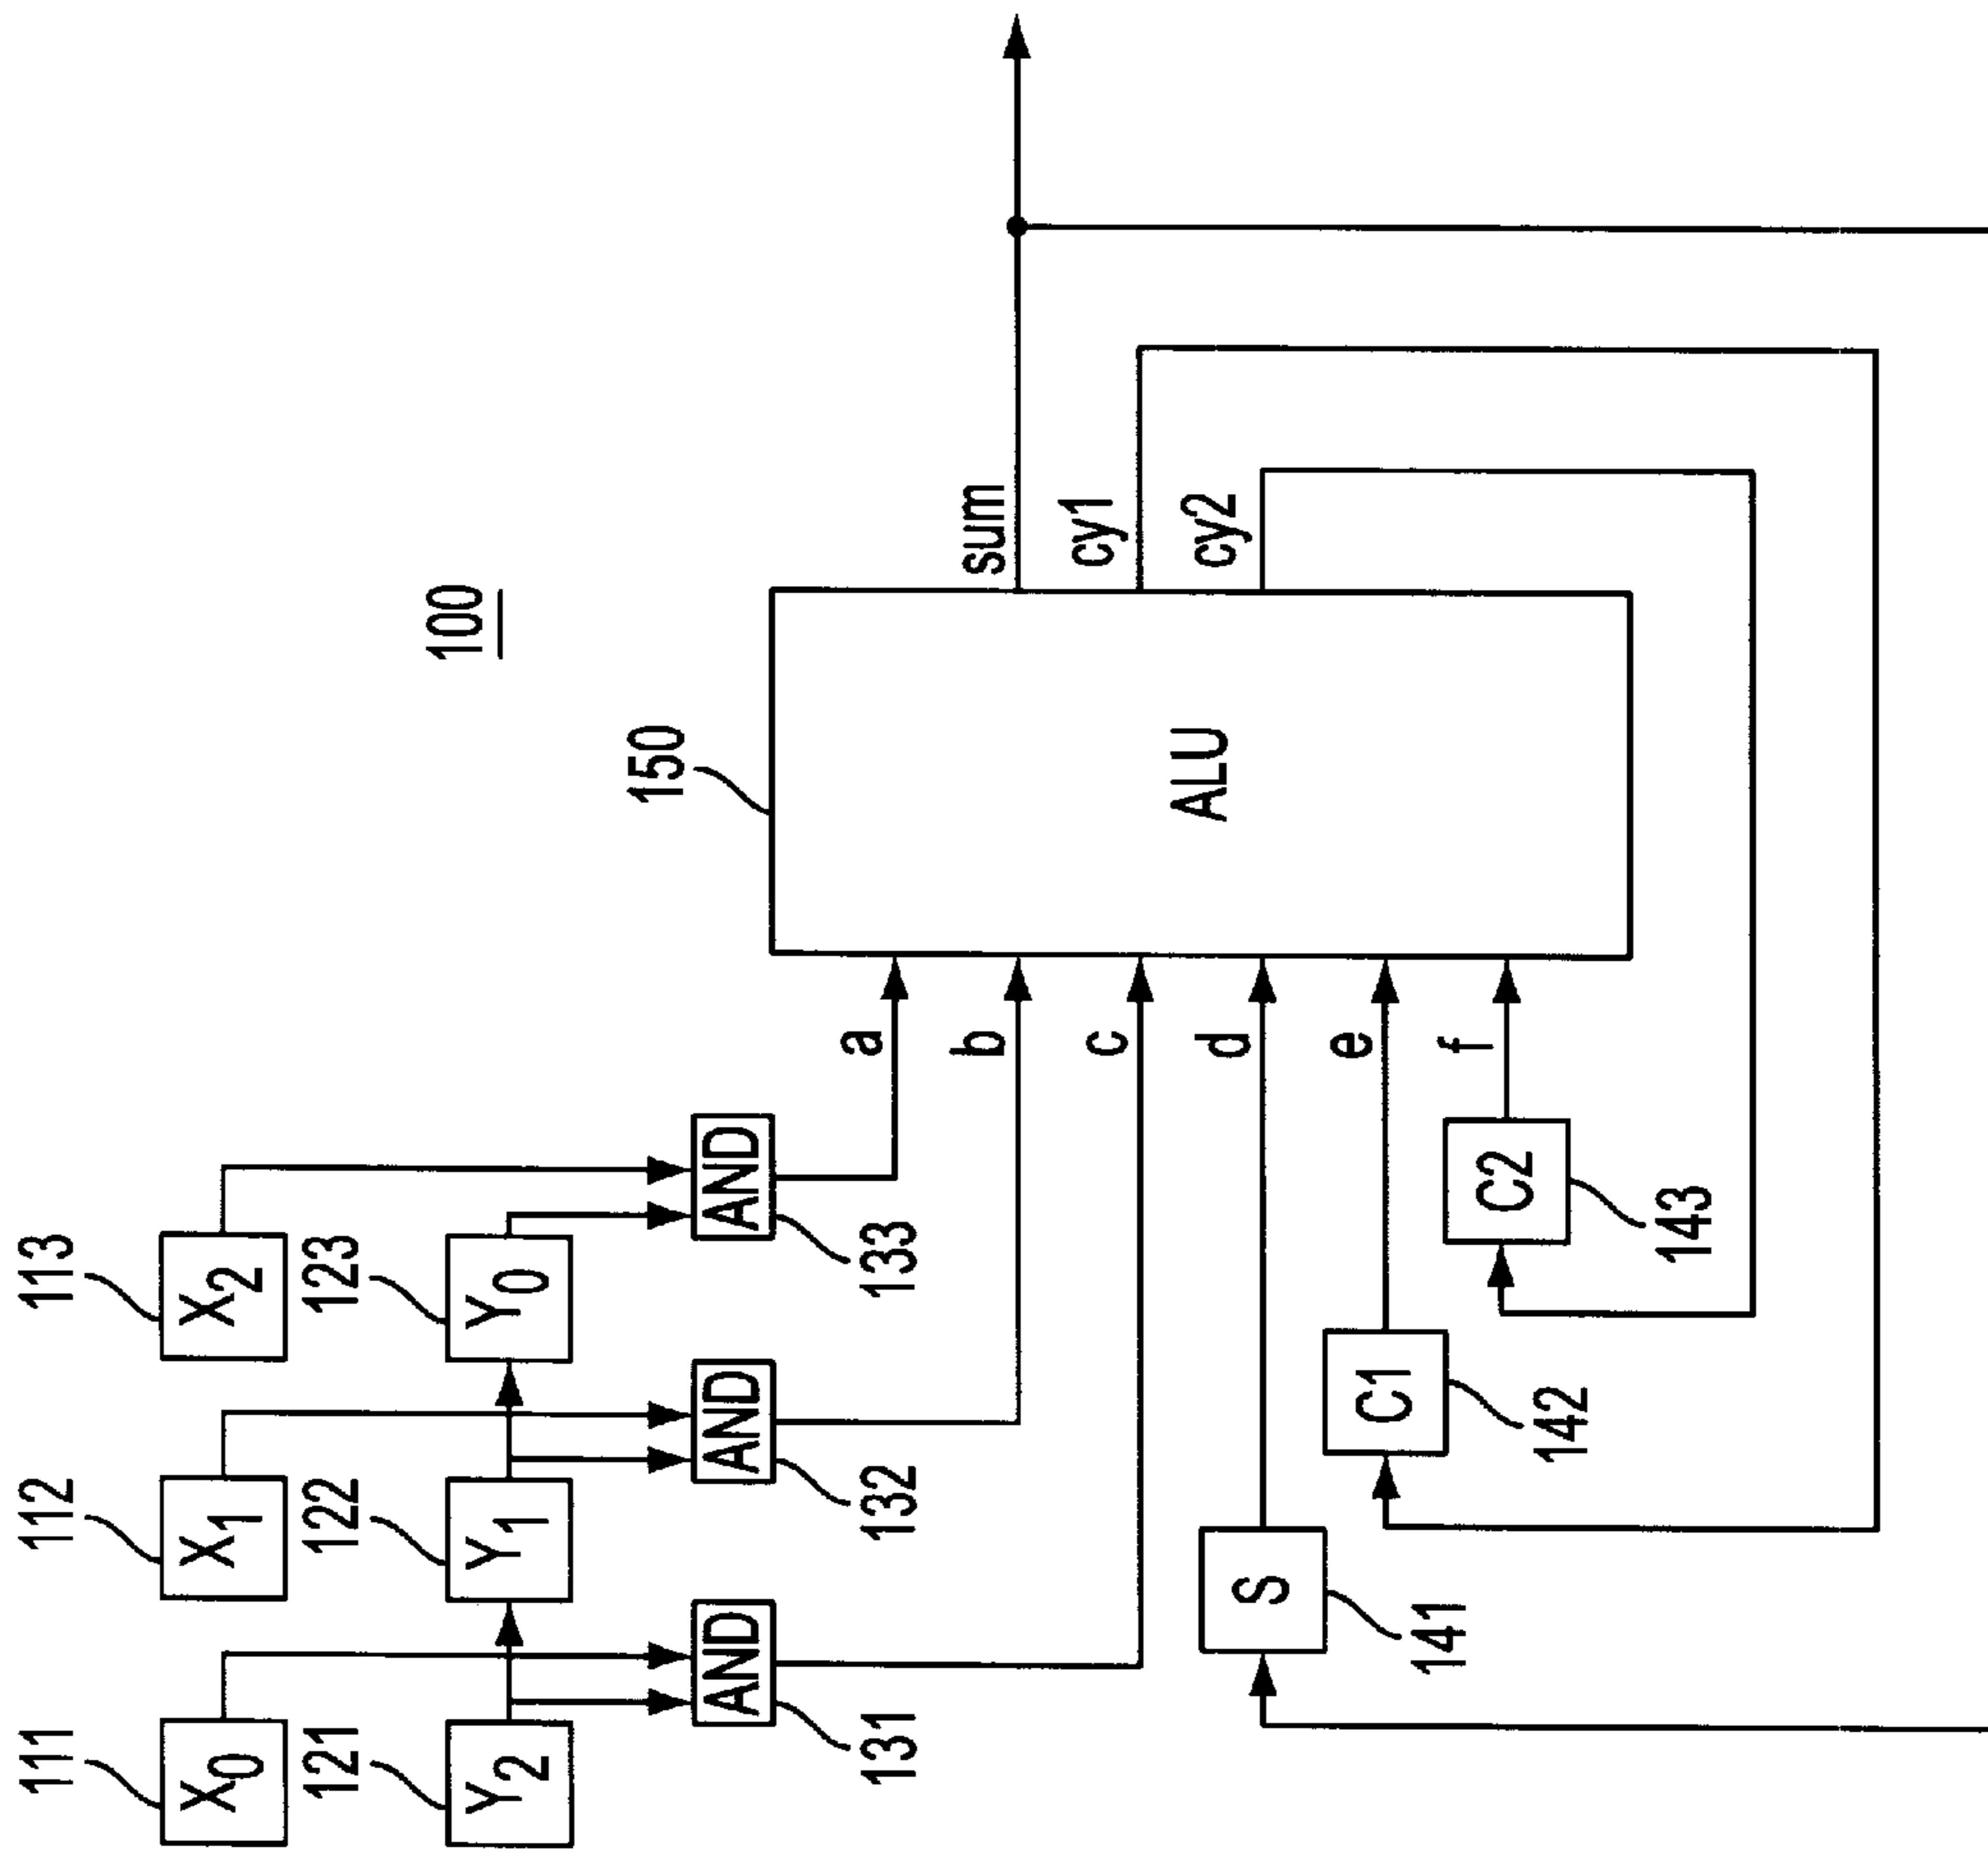 111 112 113
X0 X1 X2
121 122 123
100
Y2 Y1 Y0
150
AND AND AND
a
131 132 133
b sum
c cy1
d ALU cy2
S
e
C1
141
f
C2
142
143